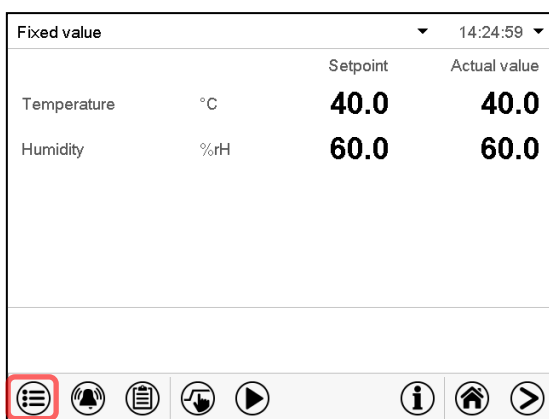 Fixed value 14:24:59
Setpoint Actual value
Temperature °C 40.0 40.0
Humidity %rH 60.0 60.0